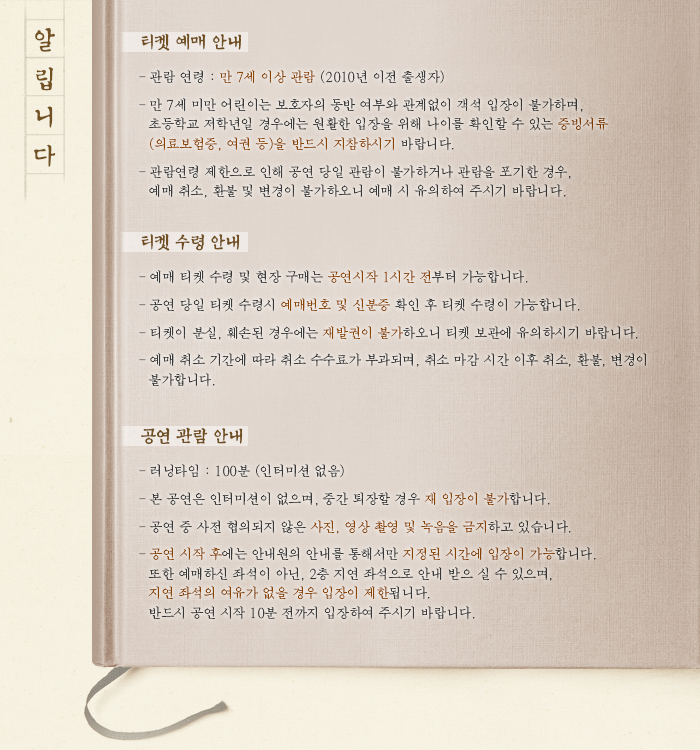 알립니다
티켓 예매 안내
- 관람 연령 : 만 7세 이상 관람 (2010년 이전 출생자)
- 만 7세 미만 어린이는 보호자의 동반 여부와 관계없이 객석 입장이 불가하며,
초등학교 저학년일 경우에는 원활한 입장을 위해 나이를 확인할 수 있는 증빙서류
(의료보험증, 여권 등)을 반드시 지참하시기 바랍니다.
- 관람연령 제한으로 인해 공연 당일 관람이 불가하거나 관람을 포기한 경우,
예매 취소, 환불 및 변경이 불가하오니 예매 시 유의하여 주시기 바랍니다.
티켓 수령 안내
- 예매 티켓 수령 및 현장 구매는 공연시작 1시간 전부터 가능합니다.
- 공연 당일 티켓 수령시 예매번호 및 신분증 확인 후 티켓 수령이 가능합니다.
- 티켓이 분실, 훼손된 경우에는 재발권이 불가하오니 티켓 보관에 유의하시기 바랍니다.
- 예매 취소 기간에 따라 취소 수수료가 부과되며, 취소 마감 시간 이후 취소, 환불, 변경이
불가합니다.
공연 관람 안내
- 러닝타임 : 100분 (인터미션 없음)
- 본 공연은 인터미션이 없으며, 중간 퇴장할 경우 재 입장이 불가합니다.
- 공연 중 사전 협의되지 않은 사진, 영상 촬영 및 녹음을 금지하고 있습니다.
- 공연 시작 후에는 안내원의 안내를 통해서만 지정된 시간에 입장이 가능합니다.
또한 예매하신 좌석이 아닌, 2층 지연 좌석으로 안내 받으 실 수 있으며,
지연 좌석의 여유가 없을 경우 입장이 제한됩니다.
반드시 공연 시작 10분 전까지 입장하여 주시기 바랍니다.